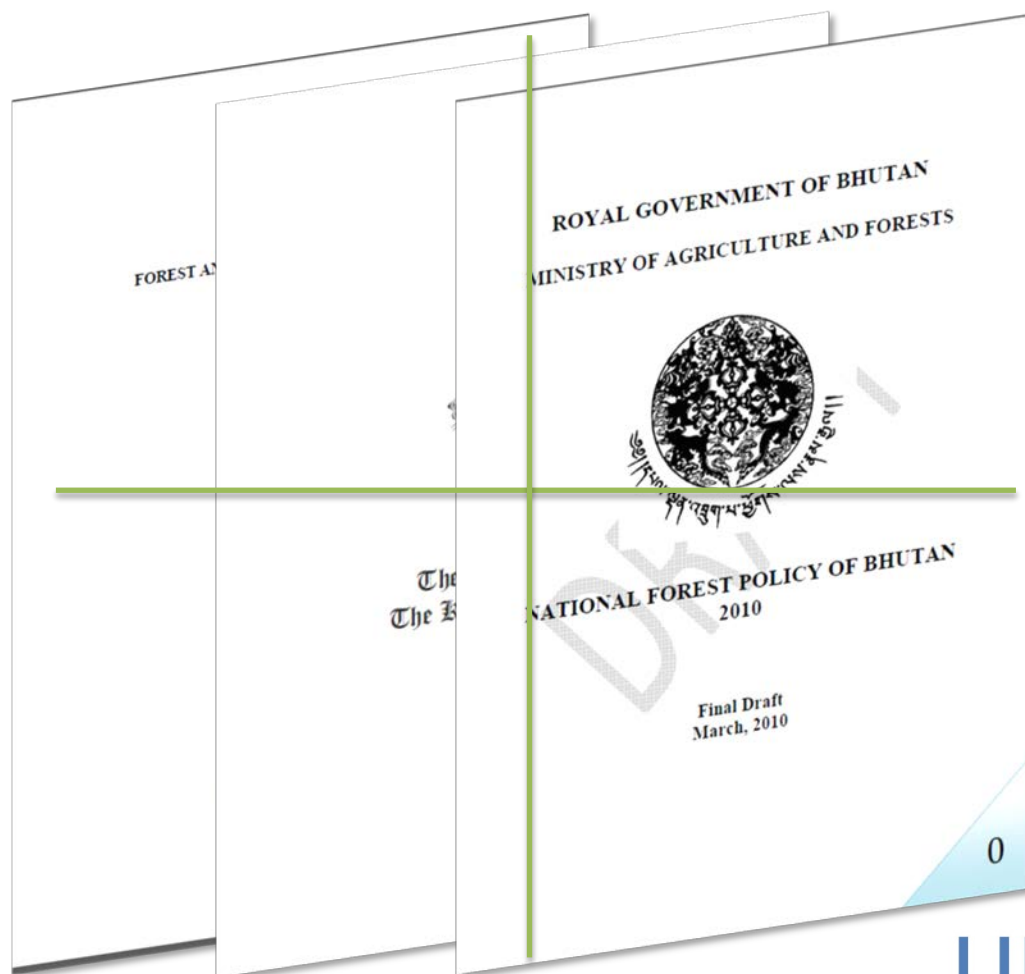 FOREST AN
The
The K
ROYAL GOVERNMENT OF BHUTAN
MINISTRY OF AGRICULTURE AND FORESTS
NATIONAL FOREST POLICY OF BHUTAN
2010
Final Draft
March, 2010
0